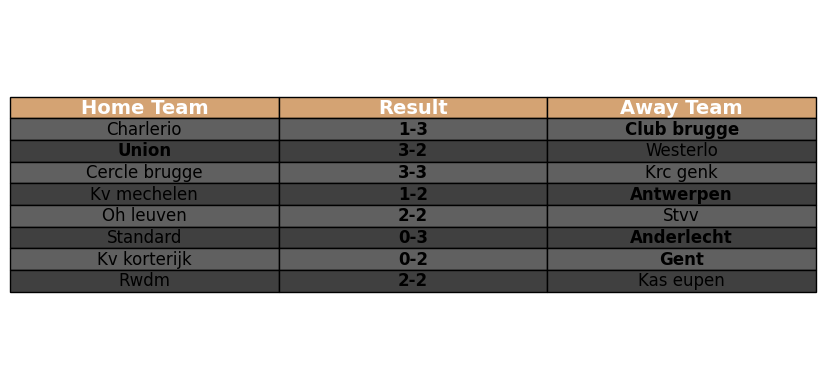 Home Team Result Away Team
Charlerio 1-3 Club brugge
Union 3-2 Westerlo
Cercle brugge 3-3 Krc genk
Kv mechelen 1-2 Antwerpen
Oh leuven 2-2 Stvv
Standard 0-3 Anderlecht
Kv korterijk 0-2 Gent
Rwdm 2-2 Kas eupen